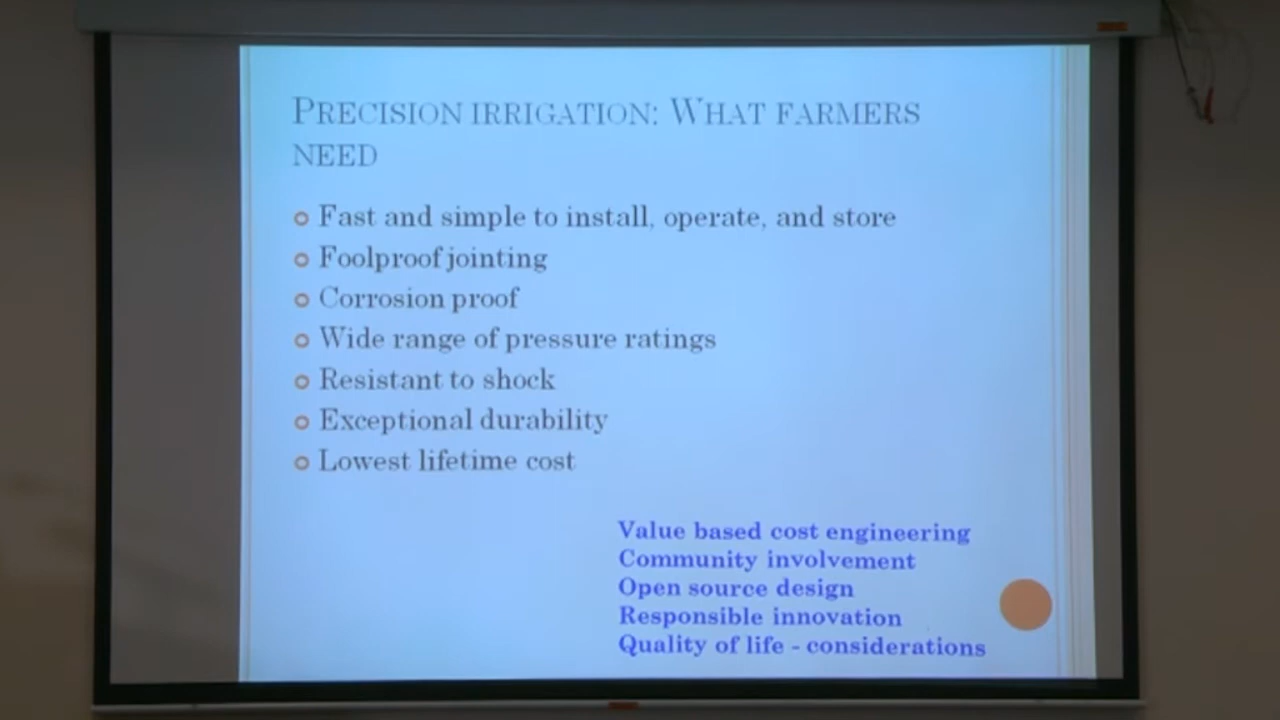 PRECISION IRRIGATION: WHAT FARMERS
NEED
Fast and simple to install, operate, and store
Foolproof jointing
Corrosion proof
Wide range of pressure ratings
Resistant to shock
Exceptional durability
Lowest lifetime cost
Value based cost engineering
Community involvement
Open source design
Responsible innovation
Quality of life - considerations